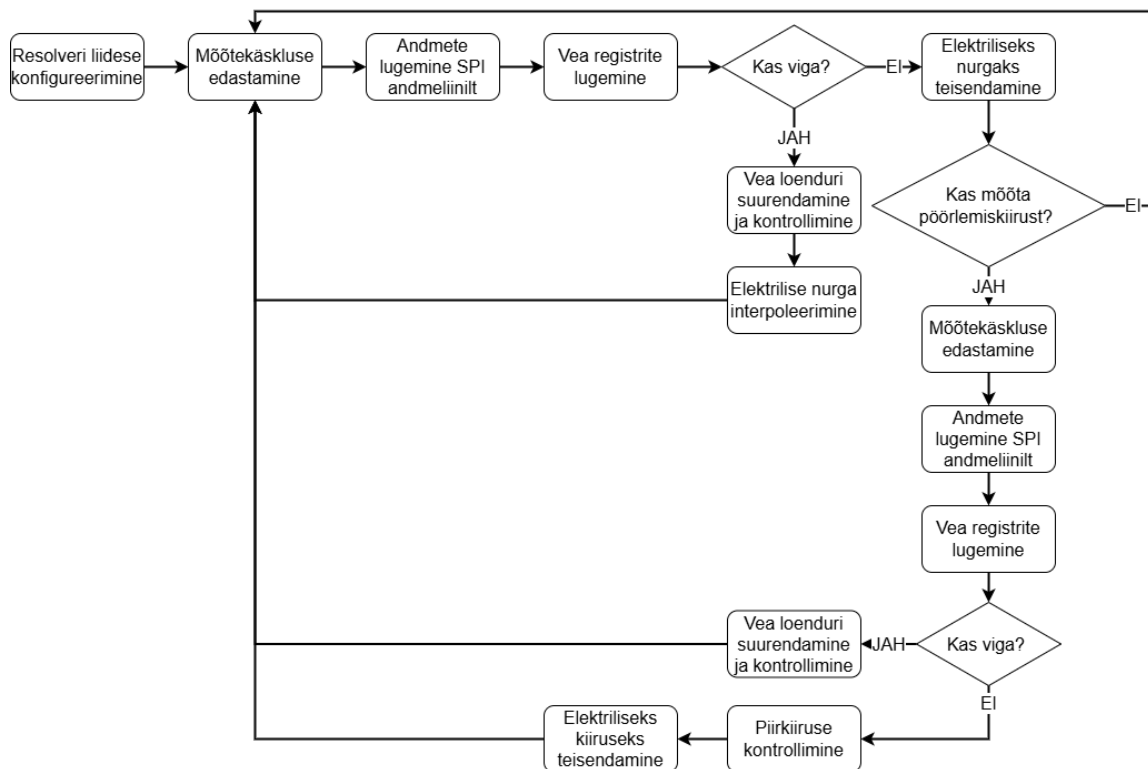 Resolveri liidese
konfigureerimine
Mõõtekäskluse
edastamine
Andmete
lugemine SPI
andmeliinilt
Vea registrite
lugemine
Kas viga?
EI
Elektriliseks
nurgaks
teisendamine
JAH
Vea loenduri
suurendamine
ja kontrollimine
Kas mõõta
pöörlemiskiirust?
EI
Elektrilise nurga
interpoleerimine
JAH
Mõõtekäskluse
edastamine
Andmete
lugemine SPI
andmeliinilt
Vea registrite
lugemine
Vea loenduri
suurendamine
ja kontrollimine
JAH
Kas viga?
EI
Elektriliseks
kiiruseks
teisendamine
Piirkiiruse
kontrollimine